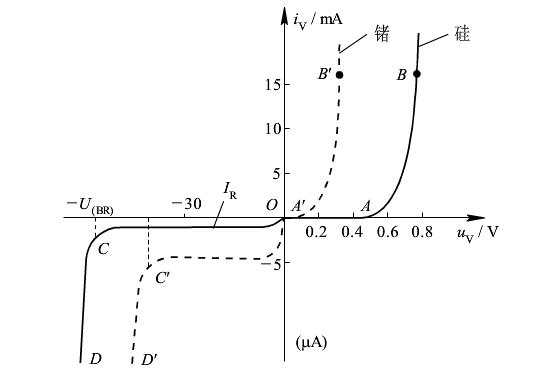 i_V / mA
锗
硅
B′
B
15
10
5
I_R
−U_(BR)
−30
O
A′
A
0.2 0.4 0.6 0.8
u_V / V
C
C′
−5
D
D′
(μA)